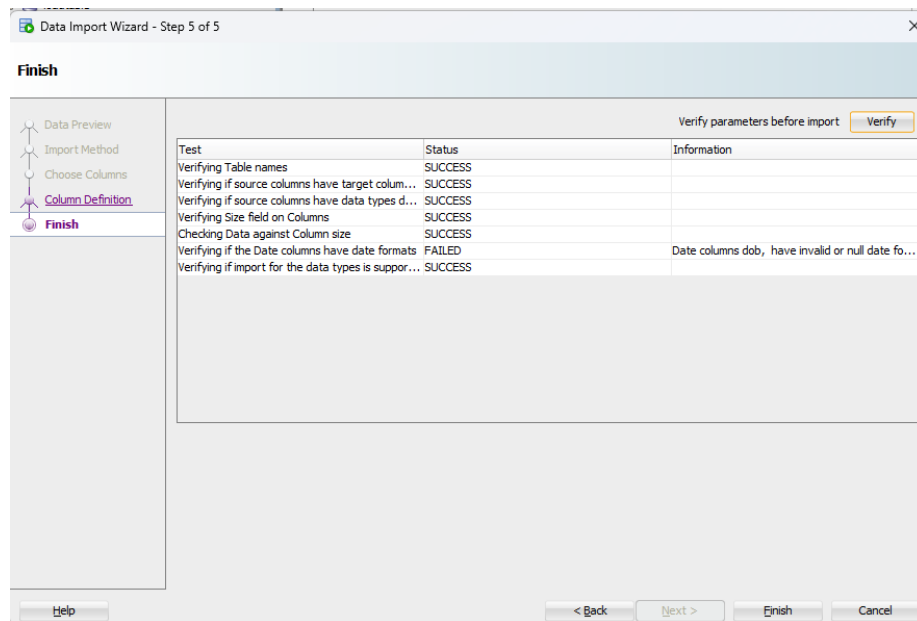 Data Import Wizard - Step 5 of 5
Finish
Data Preview
Import Method
Choose Columns
Column Definition
Finish
Verify parameters before import Verify
Test Status Information
Verifying Table names SUCCESS
Verifying if source columns have target colum... SUCCESS
Verifying if source columns have data types d... SUCCESS
Verifying Size field on Columns SUCCESS
Checking Data against Column size SUCCESS
Verifying if the Date columns have date formats FAILED Date columns dob, have invalid or null date fo...
Verifying if import for the data types is suppor... SUCCESS
Help < Back Next > Finish Cancel